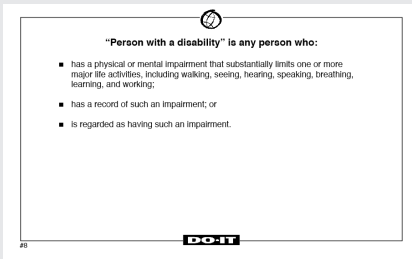 “Person with a disability” is any person who:
■ has a physical or mental impairment that substantially limits one or more
major life activities, including walking, seeing, hearing, speaking, breathing,
learning, and working;
■ has a record of such an impairment; or
■ is regarded as having such an impairment.
DO-IT
#8